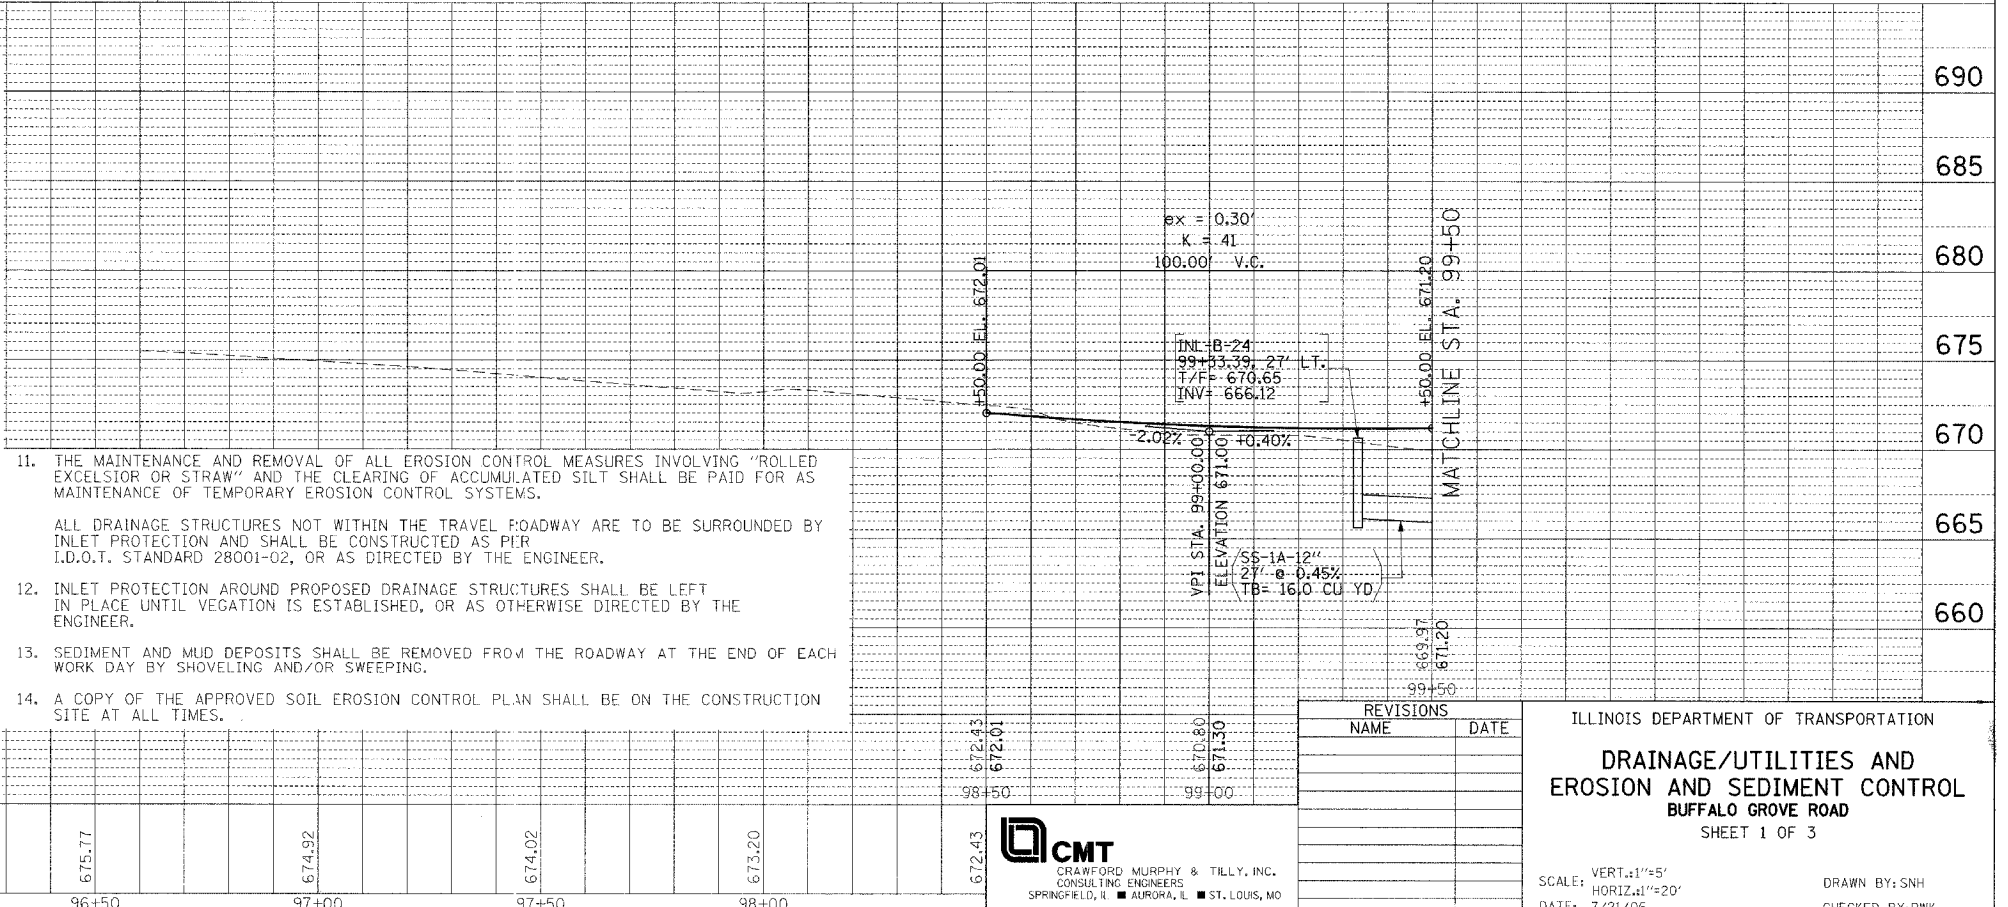 690
685
680
675
670
665
660
ex = 0.30'
K = 41
100.00' V.C.
+50.00 EL. 672.01
+50.00 EL. 671.20
MATCHLINE STA. 99+50
INL-B-24
99+33.39, 27' LT.
T/F= 670.65
INV= 666.12
-2.02%
+0.40%
VPI STA. 99+00.00
ELEVATION 671.00
SS-1A-12"
27' @ 0.45%
TB= 16.0 CU YD
11. THE MAINTENANCE AND REMOVAL OF ALL EROSION CONTROL MEASURES INVOLVING "ROLLED
EXCELSIOR OR STRAW" AND THE CLEARING OF ACCUMULATED SILT SHALL BE PAID FOR AS
MAINTENANCE OF TEMPORARY EROSION CONTROL SYSTEMS.
ALL DRAINAGE STRUCTURES NOT WITHIN THE TRAVEL ROADWAY ARE TO BE SURROUNDED BY
INLET PROTECTION AND SHALL BE CONSTRUCTED AS PER
I.D.O.T. STANDARD 28001-02, OR AS DIRECTED BY THE ENGINEER.
12. INLET PROTECTION AROUND PROPOSED DRAINAGE STRUCTURES SHALL BE LEFT
IN PLACE UNTIL VEGATION IS ESTABLISHED, OR AS OTHERWISE DIRECTED BY THE
ENGINEER.
13. SEDIMENT AND MUD DEPOSITS SHALL BE REMOVED FROM THE ROADWAY AT THE END OF EACH
WORK DAY BY SHOVELING AND/OR SWEEPING.
14. A COPY OF THE APPROVED SOIL EROSION CONTROL PLAN SHALL BE ON THE CONSTRUCTION
SITE AT ALL TIMES.
669.97
671.20
99+50
672.43
672.01
98+50
670.80
671.30
99+00
675.77
674.92
674.02
673.20
672.43
96+50
97+00
97+50
98+00
CMT
CRAWFORD MURPHY & TILLY, INC.
CONSULTING ENGINEERS
SPRINGFIELD, IL ■ AURORA, IL ■ ST. LOUIS, MO
REVISIONS
NAME DATE
ILLINOIS DEPARTMENT OF TRANSPORTATION
DRAINAGE/UTILITIES AND
EROSION AND SEDIMENT CONTROL
BUFFALO GROVE ROAD
SHEET 1 OF 3
SCALE: VERT.:1"=5'
HORIZ.:1"=20'
DRAWN BY: SNH
DATE: 7/21/06
CHECKED BY: